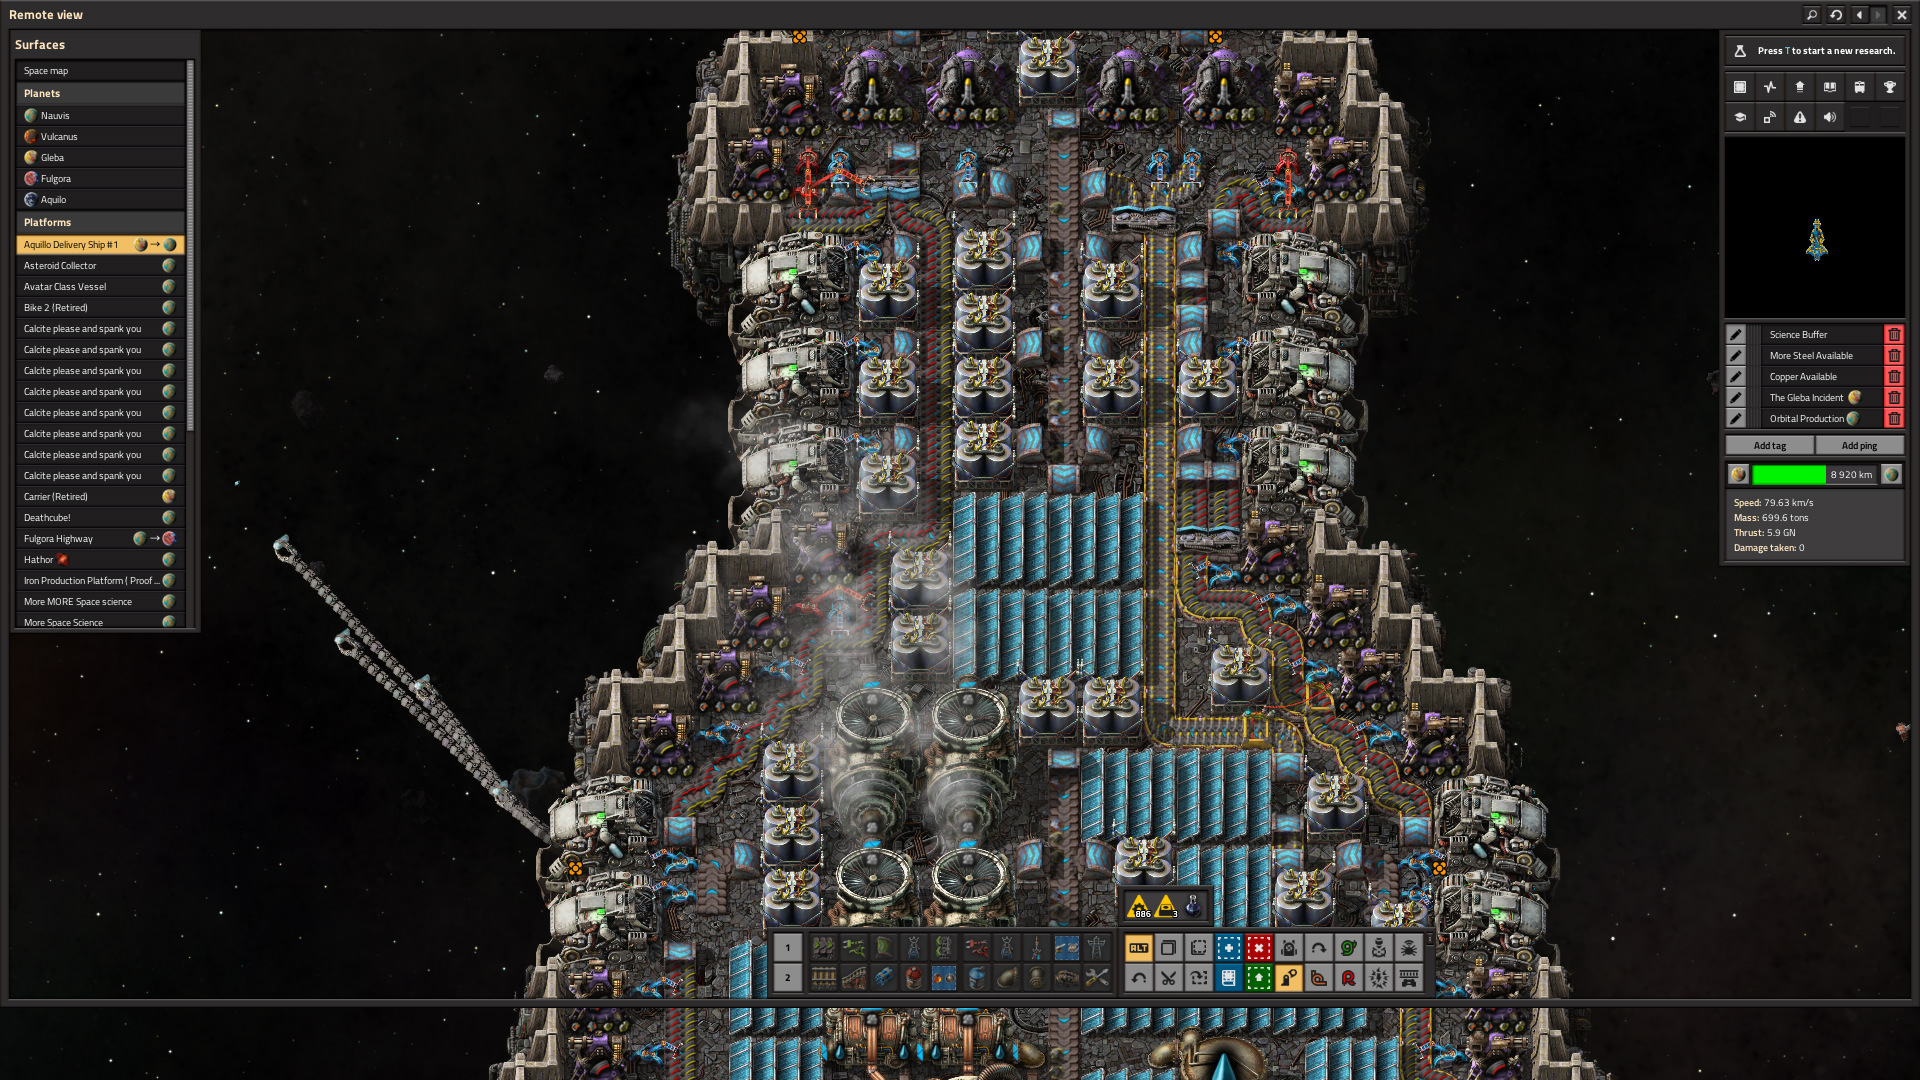 Remote view
Surfaces
Space map
Planets
Nauvis
Vulcanus
Gleba
Fulgora
Aquilo
Platforms
Aquillo Delivery Ship #1
Asteroid Collector
Avatar Class Vessel
Bike 2 (Retired)
Calcite please and spank you
Calcite please and spank you
Calcite please and spank you
Calcite please and spank you
Calcite please and spank you
Calcite please and spank you
Calcite please and spank you
Calcite please and spank you
Carrier (Retired)
Deathcube!
Fulgora Highway
Hathor
Iron Production Platform ( Proof ...
More MORE Space science
More Space Science
Press T to start a new research.
Science Buffer
More Steel Available
Copper Available
The Gleba Incident
Orbital Production
Add tag
Add ping
8 920 km
Speed: 79.63 km/s
Mass: 699.6 tons
Thrust: 5.9 GN
Damage taken: 0
886
3
1
ALT
2